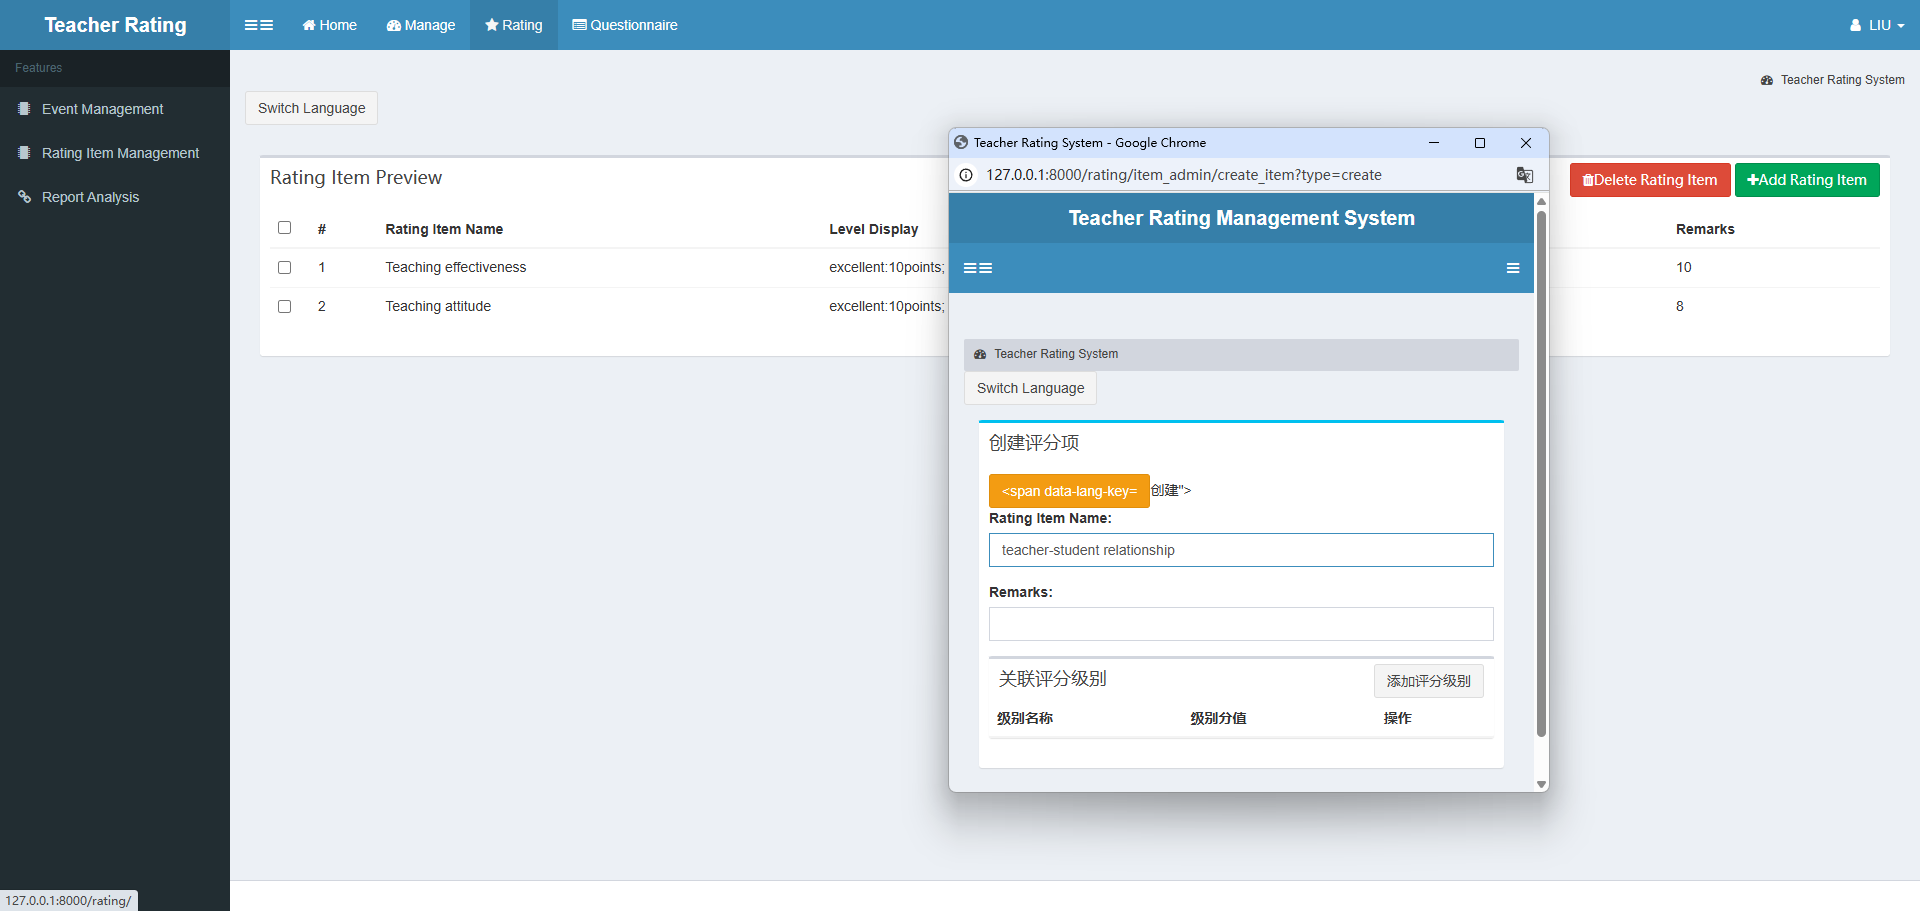 Teacher Rating
Home
Manage
Rating
Questionnaire
LIU
Features
Event Management
Rating Item Management
Report Analysis
Teacher Rating System
Switch Language
Rating Item Preview
Delete Rating Item
Add Rating Item
# Rating Item Name Level Display Remarks
1 Teaching effectiveness excellent:10points; 10
2 Teaching attitude excellent:10points; 8
Teacher Rating System - Google Chrome
127.0.0.1:8000/rating/item_admin/create_item?type=create
Teacher Rating Management System
Teacher Rating System
Switch Language
创建评分项
<span data-lang-key= 创建">
Rating Item Name:
teacher-student relationship
Remarks:
关联评分级别
添加评分级别
级别名称 级别分值 操作
127.0.0.1:8000/rating/